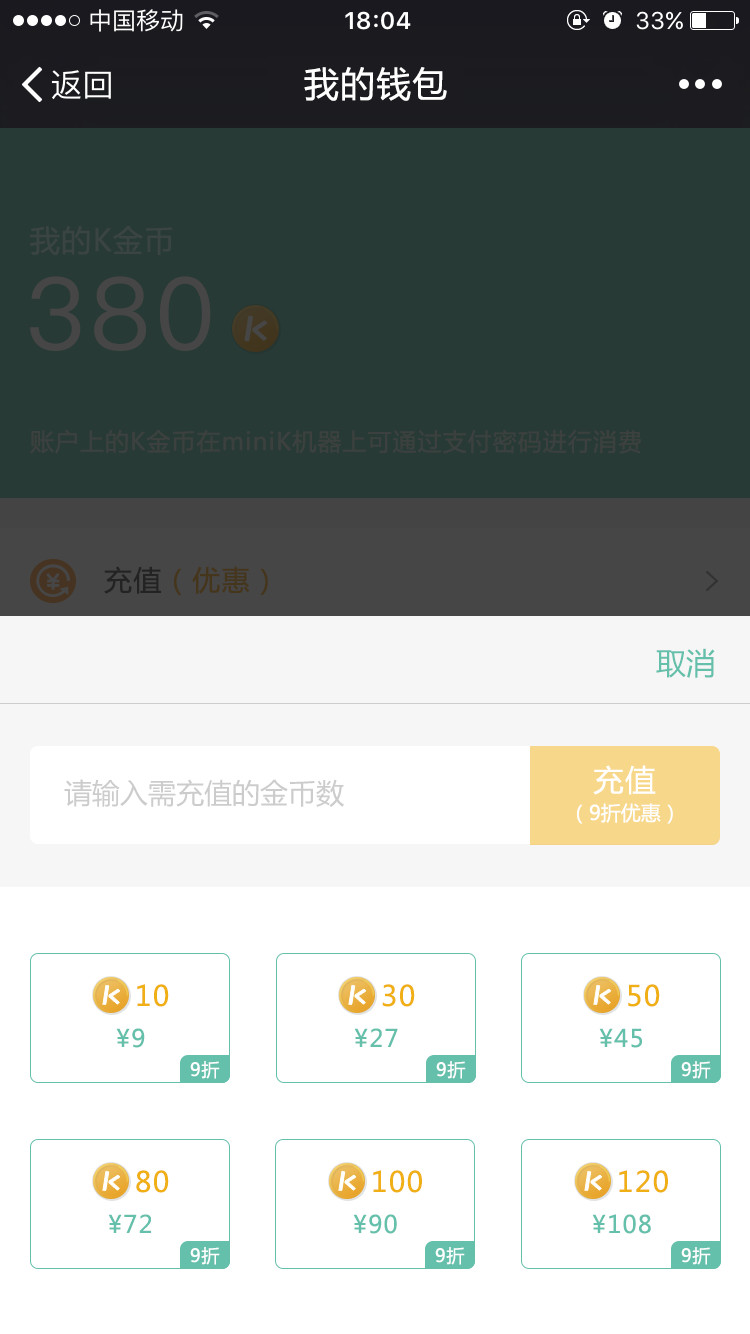 中国移动 18:04 33%
返回 我的钱包
我的K金币
380
账户上的K金币在miniK机器上可通过支付密码进行消费
充值（优惠）
取消
请输入需充值的金币数
充值
（9折优惠）
10 30 50
¥9 ¥27 ¥45
9折 9折 9折
80 100 120
¥72 ¥90 ¥108
9折 9折 9折